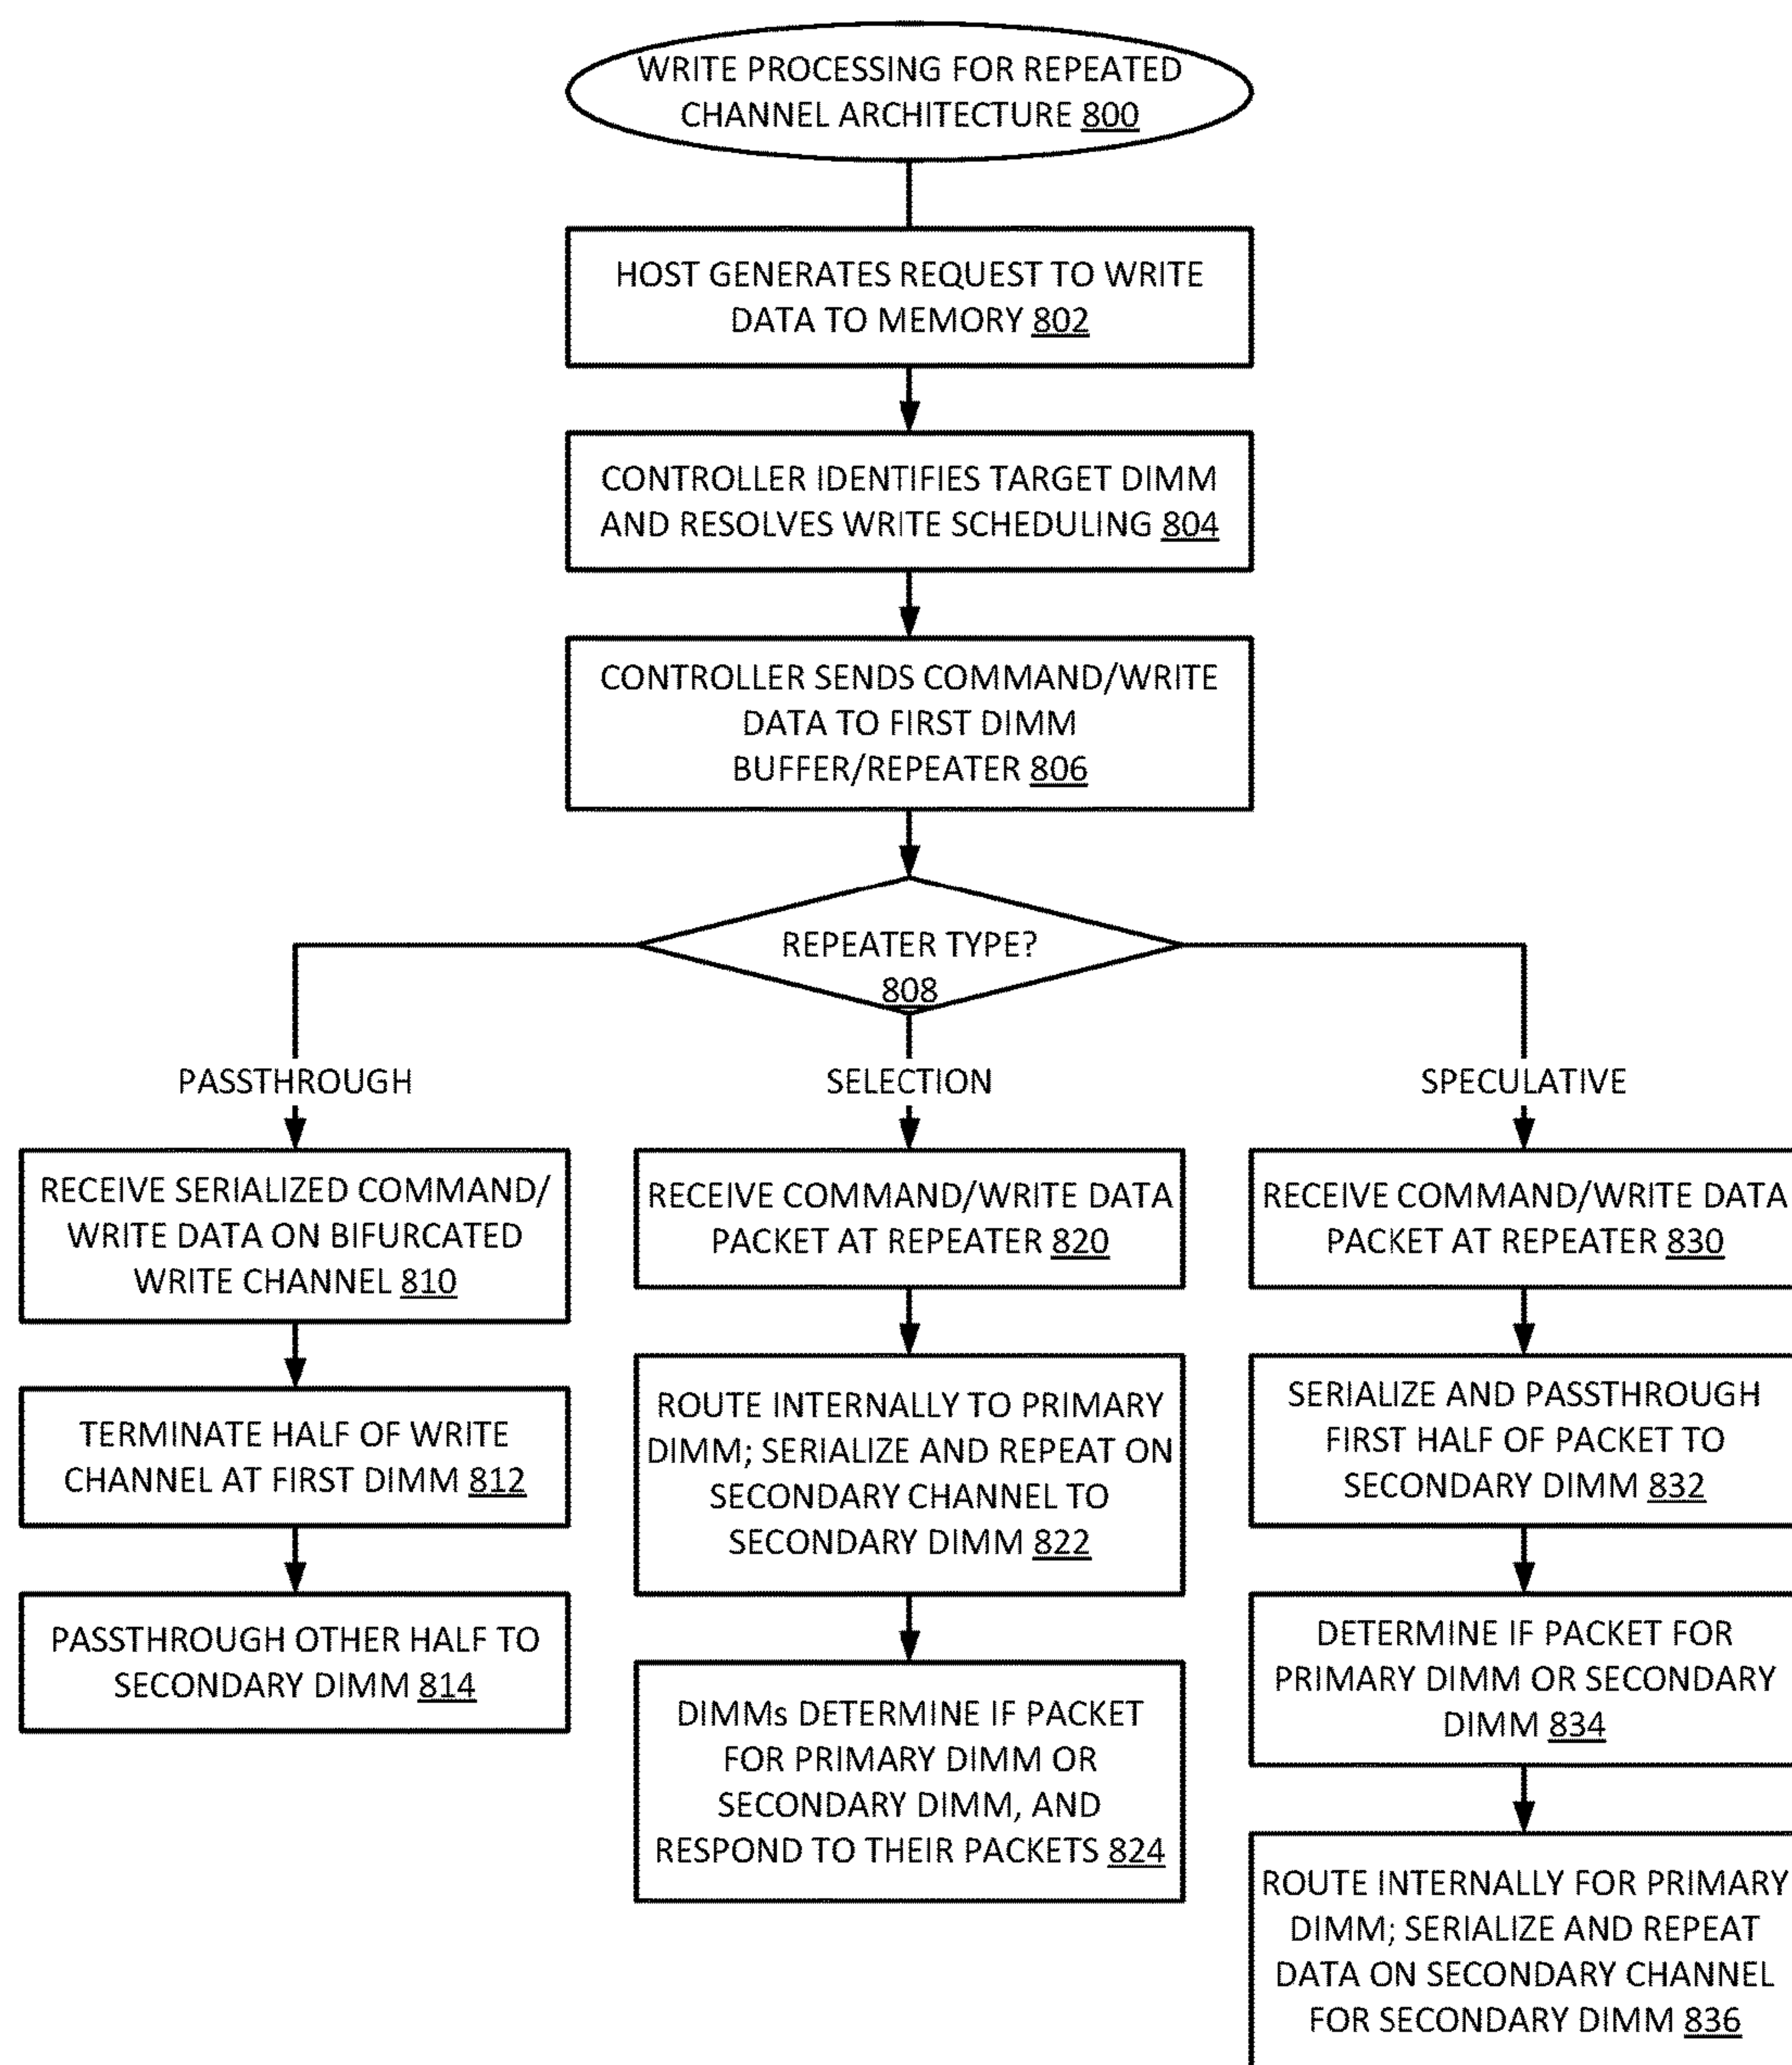 WRITE PROCESSING FOR REPEATED
CHANNEL ARCHITECTURE 800
HOST GENERATES REQUEST TO WRITE
DATA TO MEMORY 802
CONTROLLER IDENTIFIES TARGET DIMM
AND RESOLVES WRITE SCHEDULING 804
CONTROLLER SENDS COMMAND/WRITE
DATA TO FIRST DIMM
BUFFER/REPEATER 806
REPEATER TYPE?
808
PASSTHROUGH
RECEIVE SERIALIZED COMMAND/
WRITE DATA ON BIFURCATED
WRITE CHANNEL 810
TERMINATE HALF OF WRITE
CHANNEL AT FIRST DIMM 812
PASSTHROUGH OTHER HALF TO
SECONDARY DIMM 814
SELECTION
RECEIVE COMMAND/WRITE DATA
PACKET AT REPEATER 820
ROUTE INTERNALLY TO PRIMARY
DIMM; SERIALIZE AND REPEAT ON
SECONDARY CHANNEL TO
SECONDARY DIMM 822
DIMMs DETERMINE IF PACKET
FOR PRIMARY DIMM OR
SECONDARY DIMM, AND
RESPOND TO THEIR PACKETS 824
SPECULATIVE
RECEIVE COMMAND/WRITE DATA
PACKET AT REPEATER 830
SERIALIZE AND PASSTHROUGH
FIRST HALF OF PACKET TO
SECONDARY DIMM 832
DETERMINE IF PACKET FOR
PRIMARY DIMM OR SECONDARY
DIMM 834
ROUTE INTERNALLY FOR PRIMARY
DIMM; SERIALIZE AND REPEAT
DATA ON SECONDARY CHANNEL
FOR SECONDARY DIMM 836